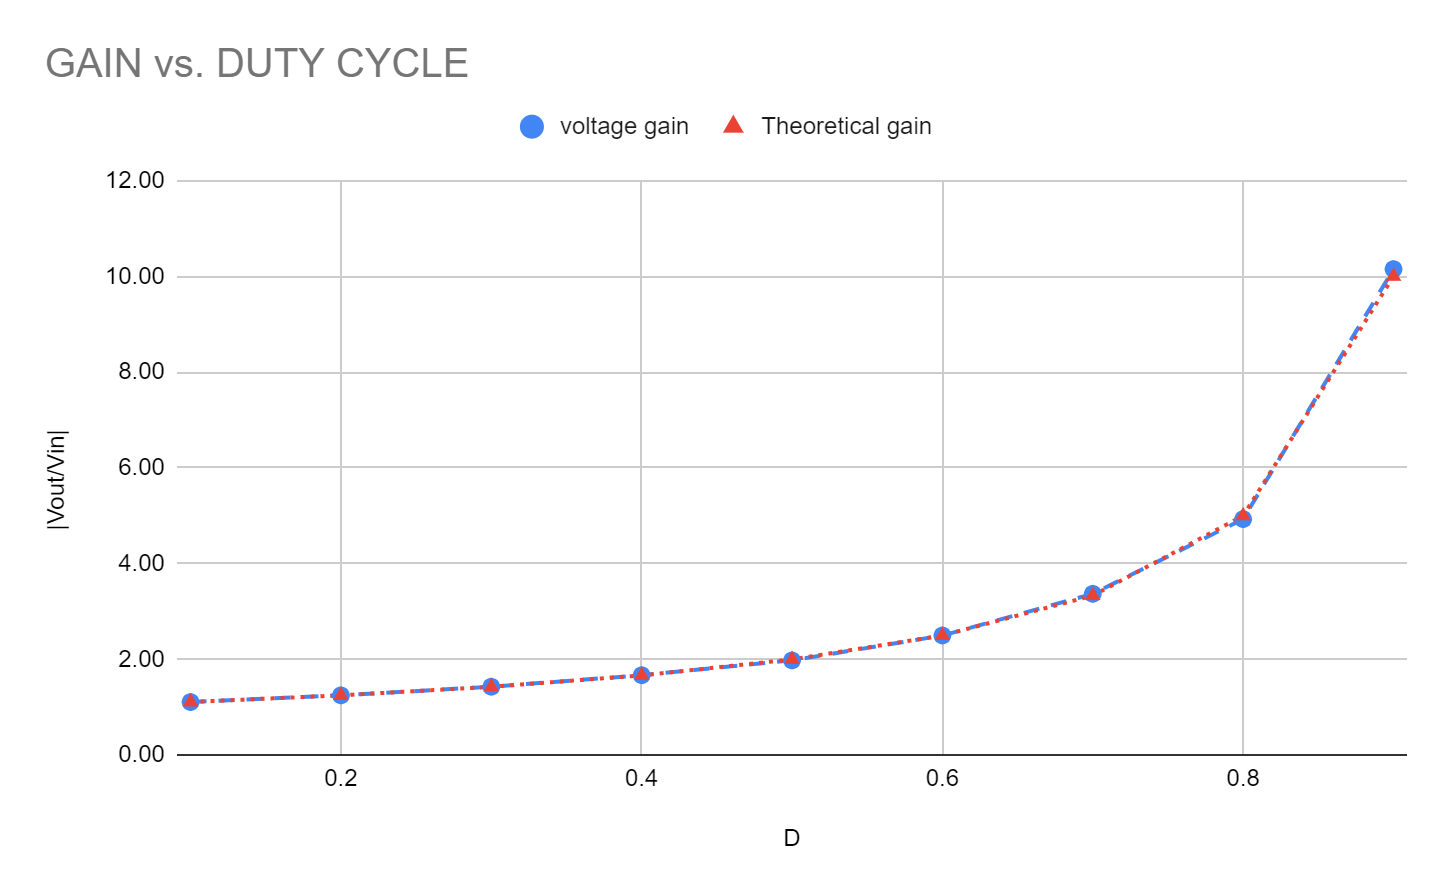 GAIN vs. DUTY CYCLE
voltage gain
Theoretical gain
12.00
10.00
8.00
6.00
4.00
2.00
0.00
|Vout/Vin|
0.2
0.4
0.6
0.8
D